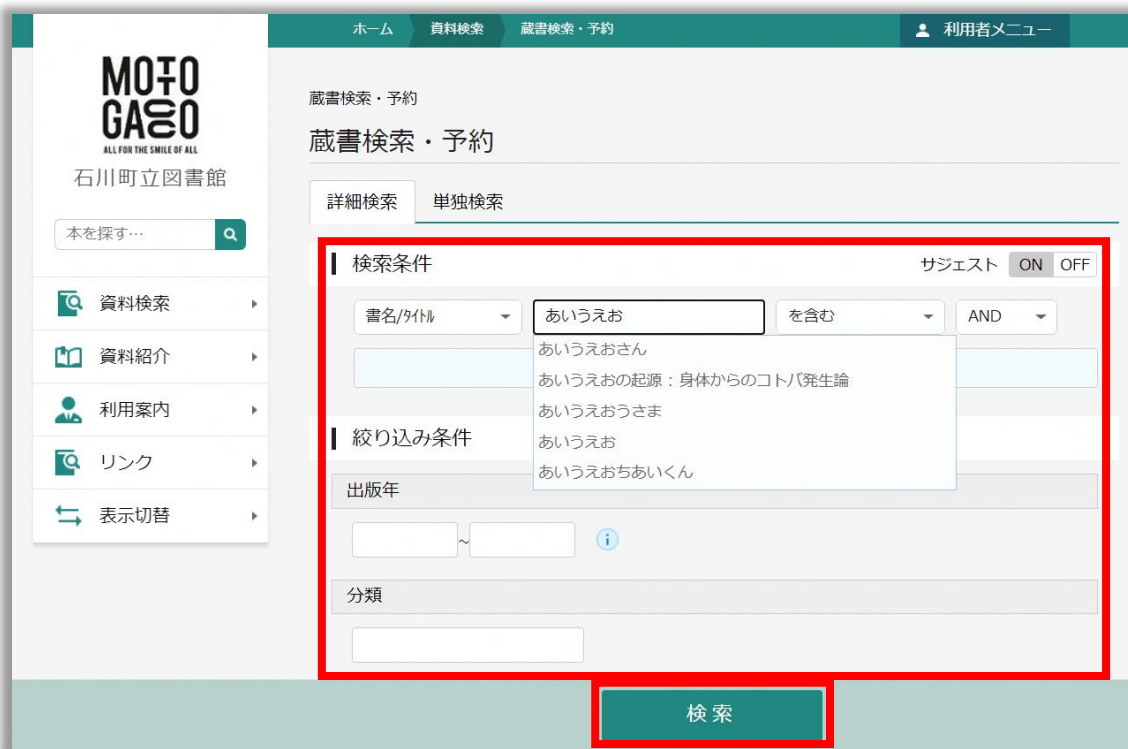 ホーム 資料検索 蔵書検索・予約 利用者メニュー
MOTO
GACCO
ALL FOR THE SMILE OF ALL
石川町立図書館
本を探す…
資料検索
資料紹介
利用案内
リンク
表示切替
蔵書検索・予約
蔵書検索・予約
詳細検索 単独検索
検索条件 サジェスト ON OFF
書名/ﾀｲﾄﾙ あいうえお を含む AND
あいうえおさん
あいうえおの起源：身体からのコトバ発生論
あいうえおうさま
あいうえお
あいうえおちあいくん
絞り込み条件
出版年
~
分類
検索